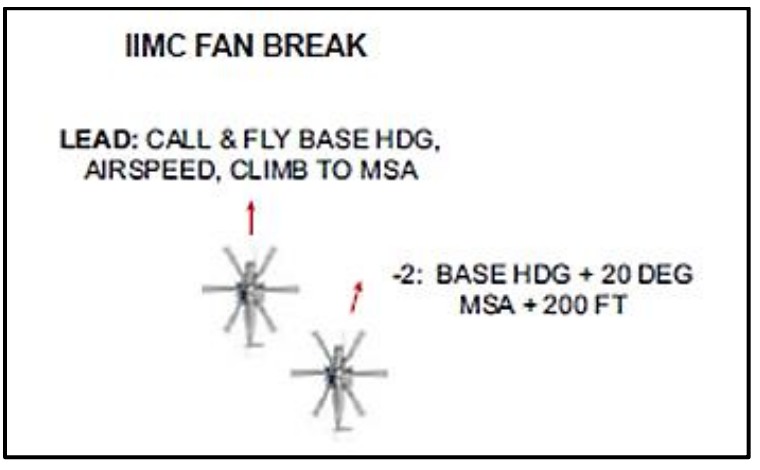 IIMC FAN BREAK
LEAD: CALL & FLY BASE HDG,
AIRSPEED, CLIMB TO MSA
-2: BASE HDG + 20 DEG
MSA + 200 FT